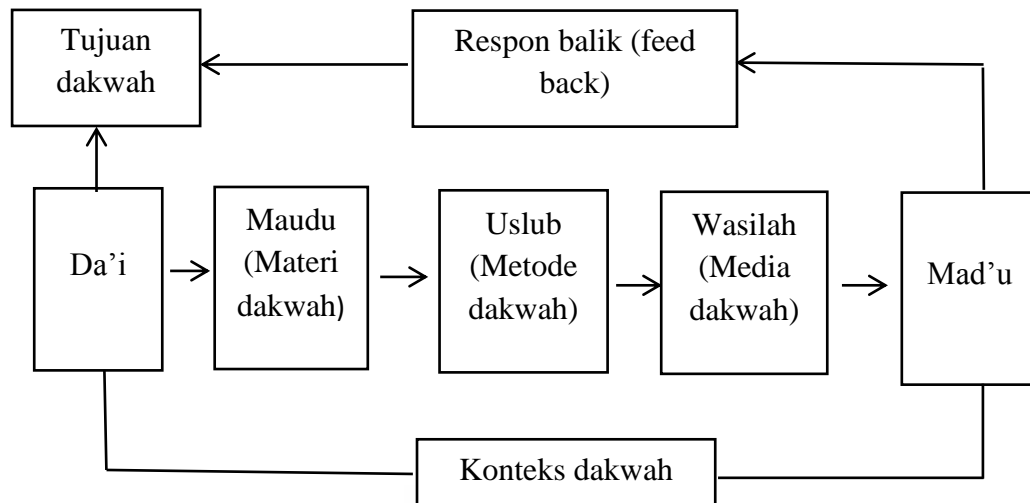 Tujuan
dakwah
Respon balik (feed
back)
Da’i
Maudu
(Materi
dakwah)
Uslub
(Metode
dakwah)
Wasilah
(Media
dakwah)
Mad’u
Konteks dakwah